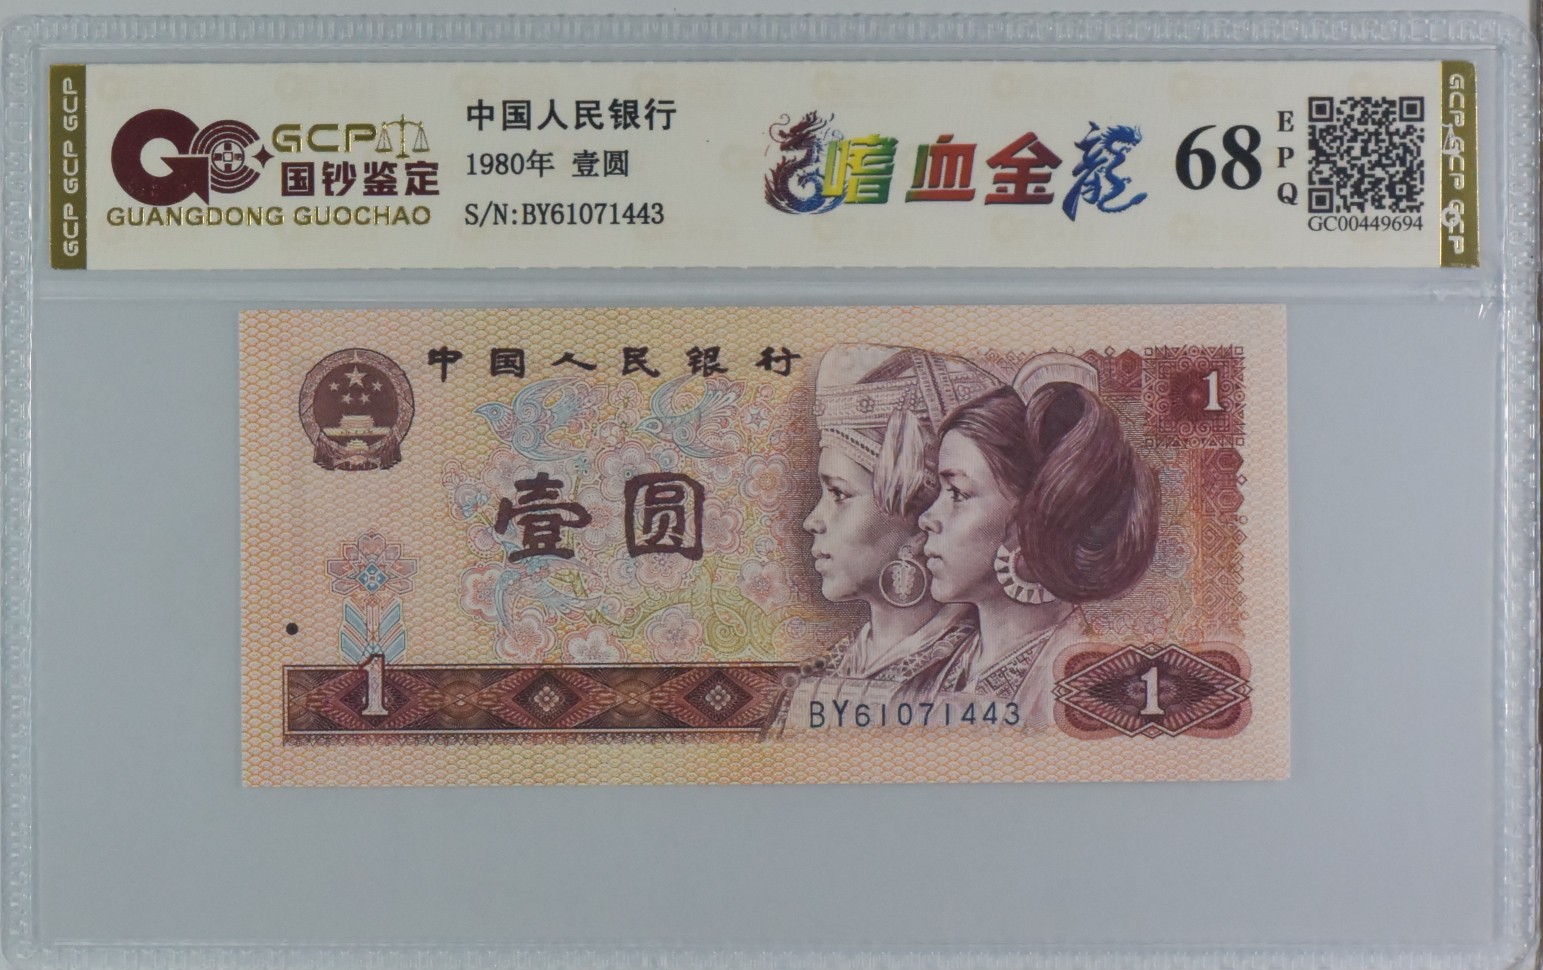 GCP GCP GCP
GCP
国钞鉴定
GUANGDONG GUOCHAO
中国人民银行
1980年 壹圆
S/N:BY61071443
嗜血金龍
68
EPQ
GC00449694
GCP GCP GCP
中国人民银行
1
壹圆
1
BY61071443
1